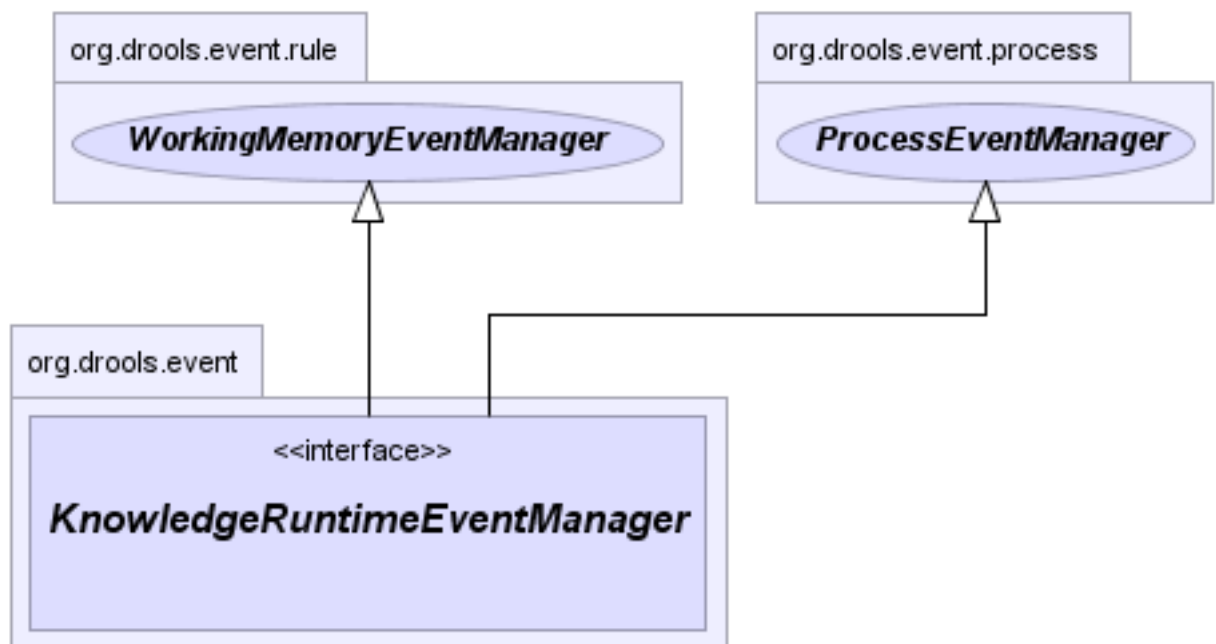 org.drools.event.rule
WorkingMemoryEventManager
org.drools.event.process
ProcessEventManager
org.drools.event
<<interface>>
KnowledgeRuntimeEventManager